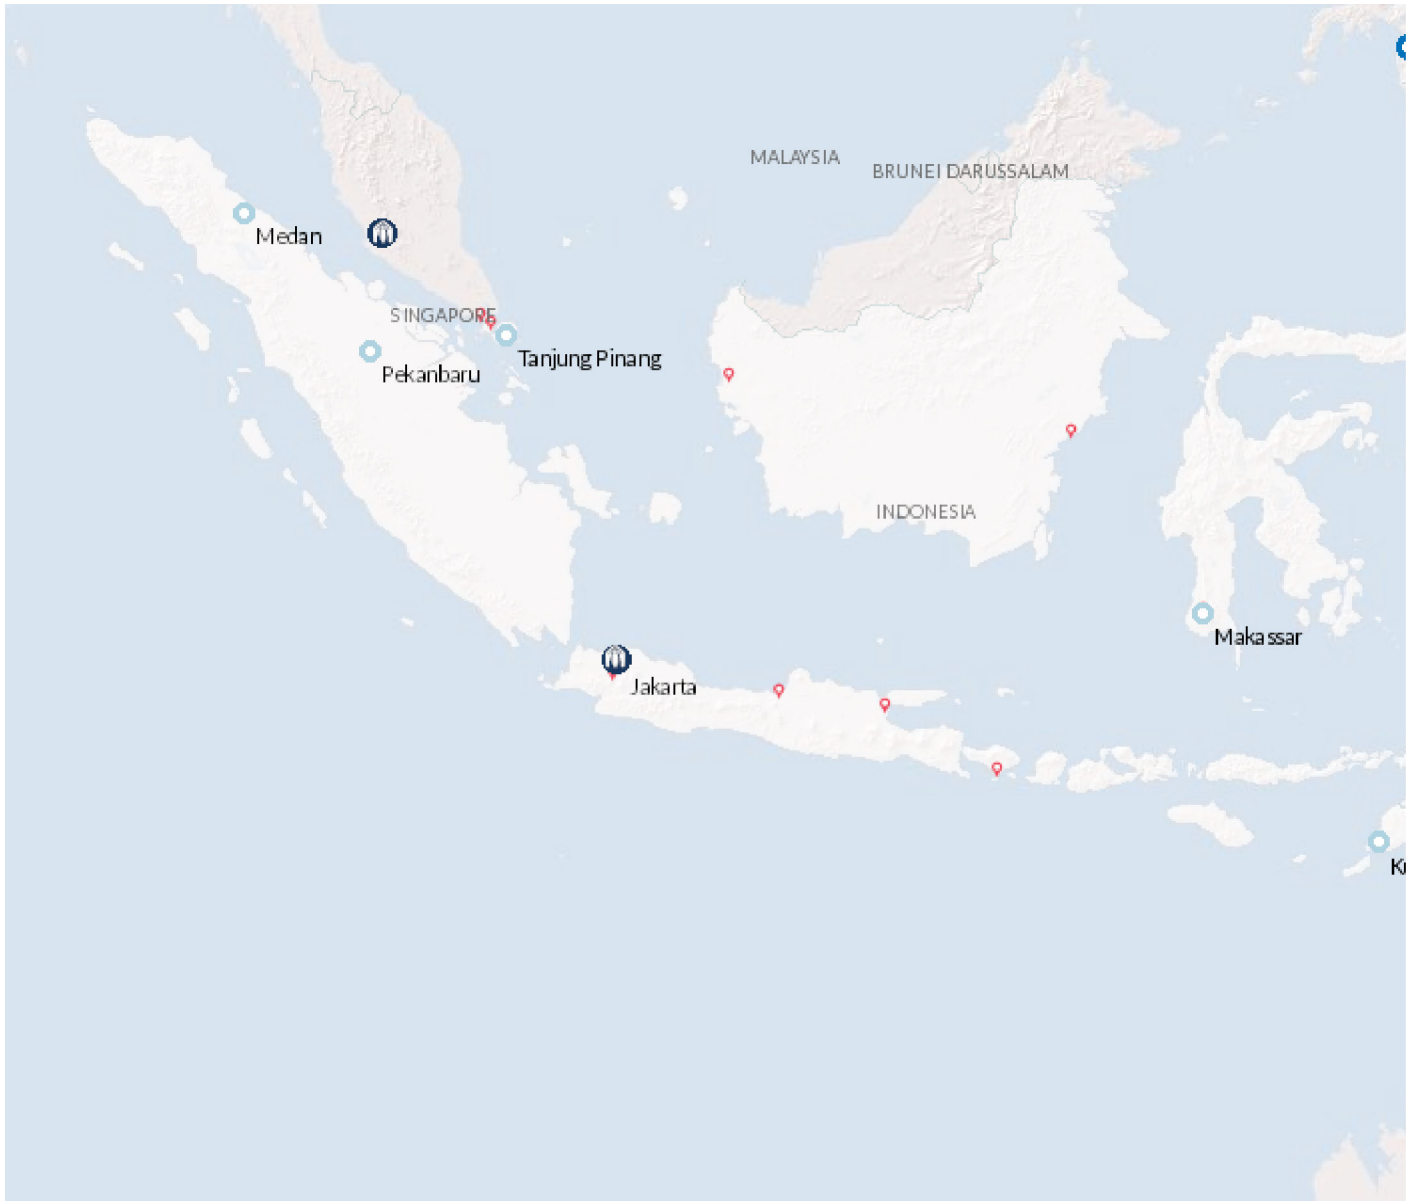 MALAYSIA
BRUNEI DARUSSALAM
Medan
SINGAPORE
Tanjung Pinang
Pekanbaru
INDONESIA
Makassar
Jakarta